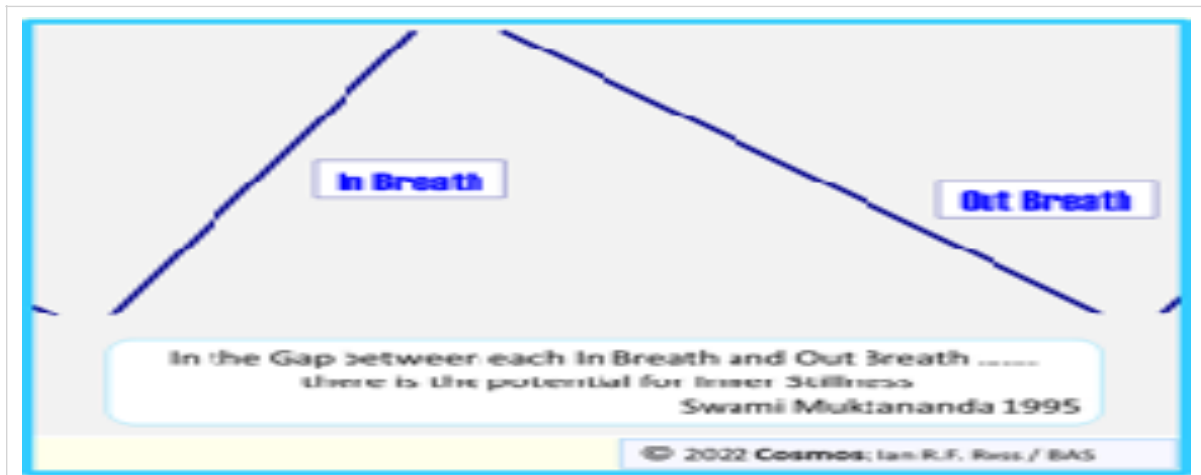 In Breath
Out Breath
In the Gap between each In Breath and Out Breath ......
there is the potential for Inner Stillness
Swami Muktananda 1995
© 2022 Cosmos: Ian R.F. / BAS